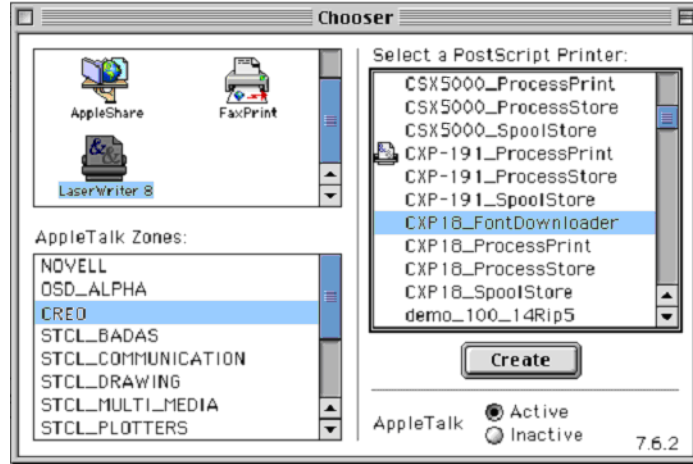 Chooser
AppleShare
FaxPrint
LaserWriter 8
Select a PostScript Printer:
CSX5000_ProcessPrint
CSX5000_ProcessStore
CSX5000_SpoolStore
CXP-191_ProcessPrint
CXP-191_ProcessStore
CXP-191_SpoolStore
CXP18_FontDownloader
CXP18_ProcessPrint
CXP18_ProcessStore
CXP18_SpoolStore
demo_100_14Rip5
AppleTalk Zones:
NOVELL
OSD_ALPHA
CREO
STCL_BADAS
STCL_COMMUNICATION
STCL_DRAWING
STCL_MULTI_MEDIA
STCL_PLOTTERS
Create
AppleTalk
Active
Inactive
7.6.2